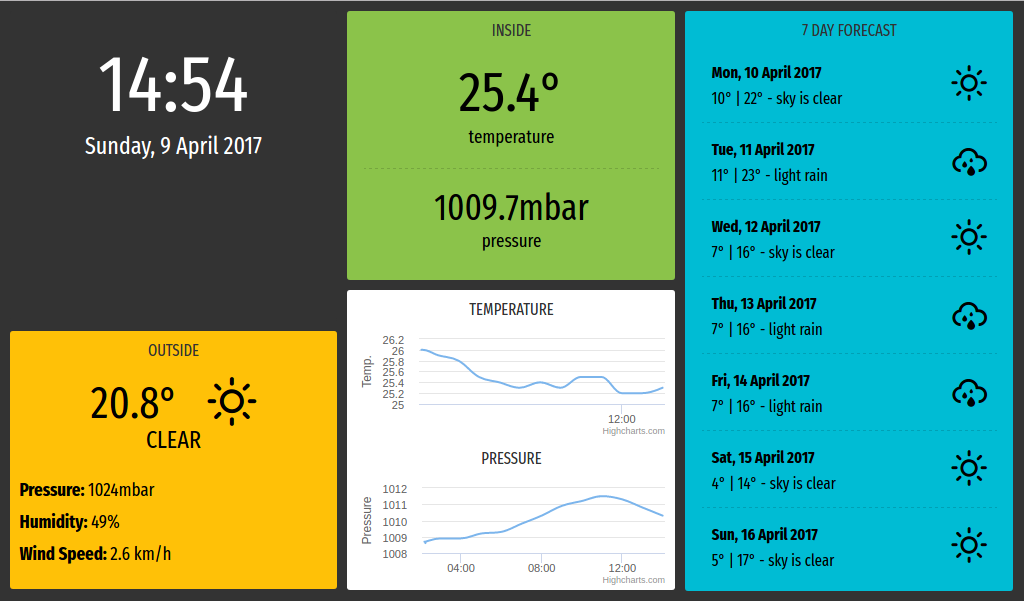 14:54
Sunday, 9 April 2017
OUTSIDE
20.8°
CLEAR
Pressure: 1024mbar
Humidity: 49%
Wind Speed: 2.6 km/h
INSIDE
25.4°
temperature
1009.7mbar
pressure
TEMPERATURE
Temp.
26.2
26
25.8
25.6
25.4
25.2
25
12:00
Highcharts.com
PRESSURE
Pressure
1012
1011
1010
1009
1008
04:00 08:00 12:00
Highcharts.com
7 DAY FORECAST
Mon, 10 April 2017
10° | 22° - sky is clear
Tue, 11 April 2017
11° | 23° - light rain
Wed, 12 April 2017
7° | 16° - sky is clear
Thu, 13 April 2017
7° | 16° - light rain
Fri, 14 April 2017
7° | 16° - light rain
Sat, 15 April 2017
4° | 14° - sky is clear
Sun, 16 April 2017
5° | 17° - sky is clear